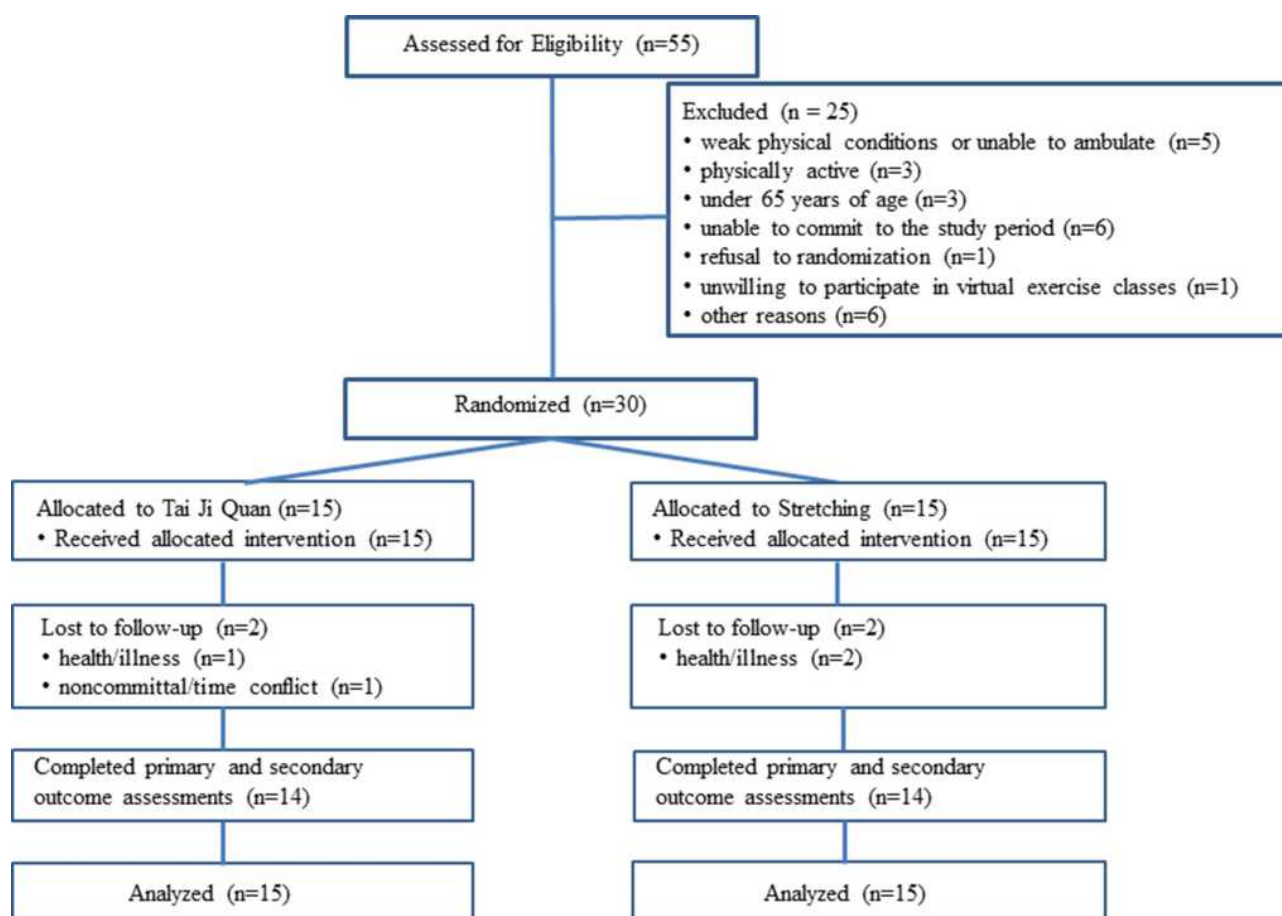 Assessed for Eligibility (n=55)
Excluded (n = 25)
• weak physical conditions or unable to ambulate (n=5)
• physically active (n=3)
• under 65 years of age (n=3)
• unable to commit to the study period (n=6)
• refusal to randomization (n=1)
• unwilling to participate in virtual exercise classes (n=1)
• other reasons (n=6)
Randomized (n=30)
Allocated to Tai Ji Quan (n=15)
• Received allocated intervention (n=15)
Allocated to Stretching (n=15)
• Received allocated intervention (n=15)
Lost to follow-up (n=2)
• health/illness (n=1)
• noncommittal/time conflict (n=1)
Lost to follow-up (n=2)
• health/illness (n=2)
Completed primary and secondary
outcome assessments (n=14)
Completed primary and secondary
outcome assessments (n=14)
Analyzed (n=15)
Analyzed (n=15)